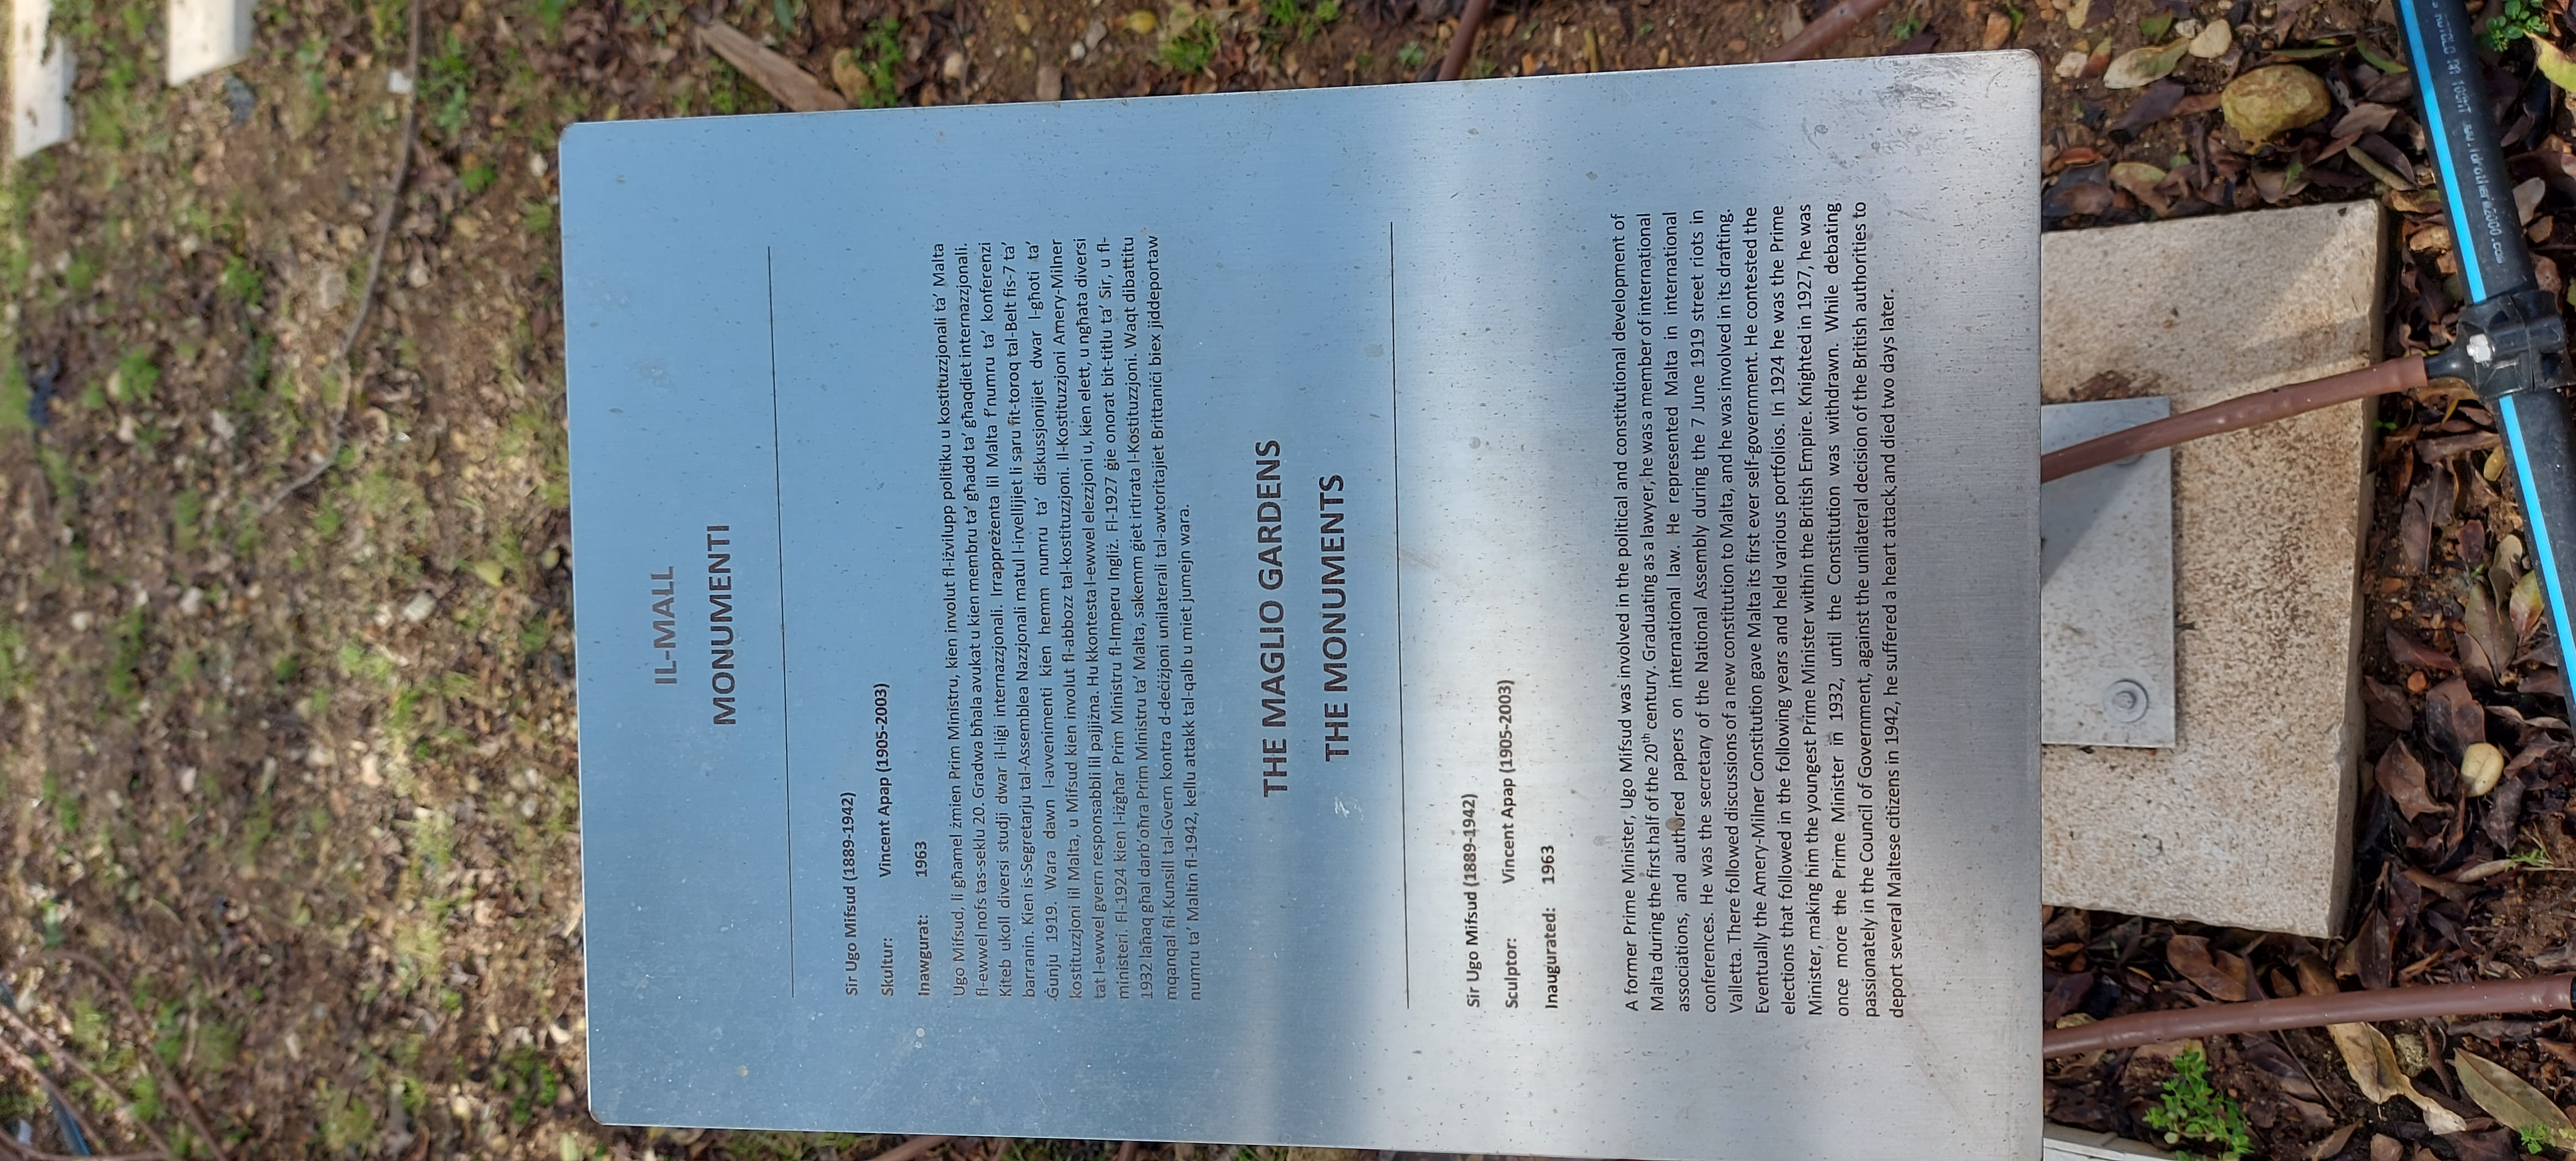 IL-MALL
MONUMENTI
Sir Ugo Mifsud (1889-1942)
Skultur: Vincent Apap (1905-2003)
Inawgurat: 1963
Ugo Mifsud, li għamel żmien Prim Ministru, kien involut fl-iżvilupp politiku u kostituzzjonali ta’ Malta
fl-ewwel nofs tas-seklu 20. Gradwa bħala avukat u kien membru ta’ għadd ta’ għaqdiet internazzjonali.
Kiteb ukoll diversi studji dwar il-liġi internazzjonali. Irrappreżenta lil Malta f’numru ta’ konferenzi
barranin. Kien is-Segretarju tal-Assemblea Nazzjonali matul l-irvellijiet li saru fit-toroq tal-Belt fis-7 ta’
Ġunju 1919. Wara dawn l-avvenimenti kien hemm numru ta’ diskussjonijiet dwar l-għoti ta’
kostituzzjoni lil Malta, u Mifsud kien involut fl-abbozz tal-kostituzzjoni. Il-Kostituzzjoni Amery-Milner
tat l-ewwel gvern responsabbli lil pajjiżna. Hu kkontesta l-ewwel elezzjoni u, kien elett, u ngħata diversi
ministeri. Fl-1924 kien l-iżgħar Prim Ministru fl-Imperu Ingliż. Fl-1927 ġie onorat bit-titlu ta’ Sir, u fl-
1932 laħaq għal darb’oħra Prim Ministru ta’ Malta, sakemm ġiet irtirata l-Kostituzzjoni. Waqt dibattitu
mqanqal fil-Kunsill tal-Gvern kontra d-deċiżjoni unilaterali tal-awtoritajiet Brittaniċi biex jiddeportaw
numru ta’ Maltin fl-1942, kellu attakk tal-qalb u miet jumejn wara.
THE MAGLIO GARDENS
THE MONUMENTS
Sir Ugo Mifsud (1889-1942)
Sculptor: Vincent Apap (1905-2003)
Inaugurated: 1963
A former Prime Minister, Ugo Mifsud was involved in the political and constitutional development of
Malta during the first half of the 20th century. Graduating as a lawyer, he was a member of international
associations, and authored papers on international law. He represented Malta in international
conferences. He was the secretary of the National Assembly during the 7 June 1919 street riots in
Valletta. There followed discussions of a new constitution to Malta, and he was involved in its drafting.
Eventually the Amery-Milner Constitution gave Malta its first ever self-government. He contested the
elections that followed in the following years and held various portfolios. In 1924 he was the Prime
Minister, making him the youngest Prime Minister within the British Empire. Knighted in 1927, he was
once more the Prime Minister in 1932, until the Constitution was withdrawn. While debating
passionately in the Council of Government, against the unilateral decision of the British authorities to
deport several Maltese citizens in 1942, he suffered a heart attack and died two days later.